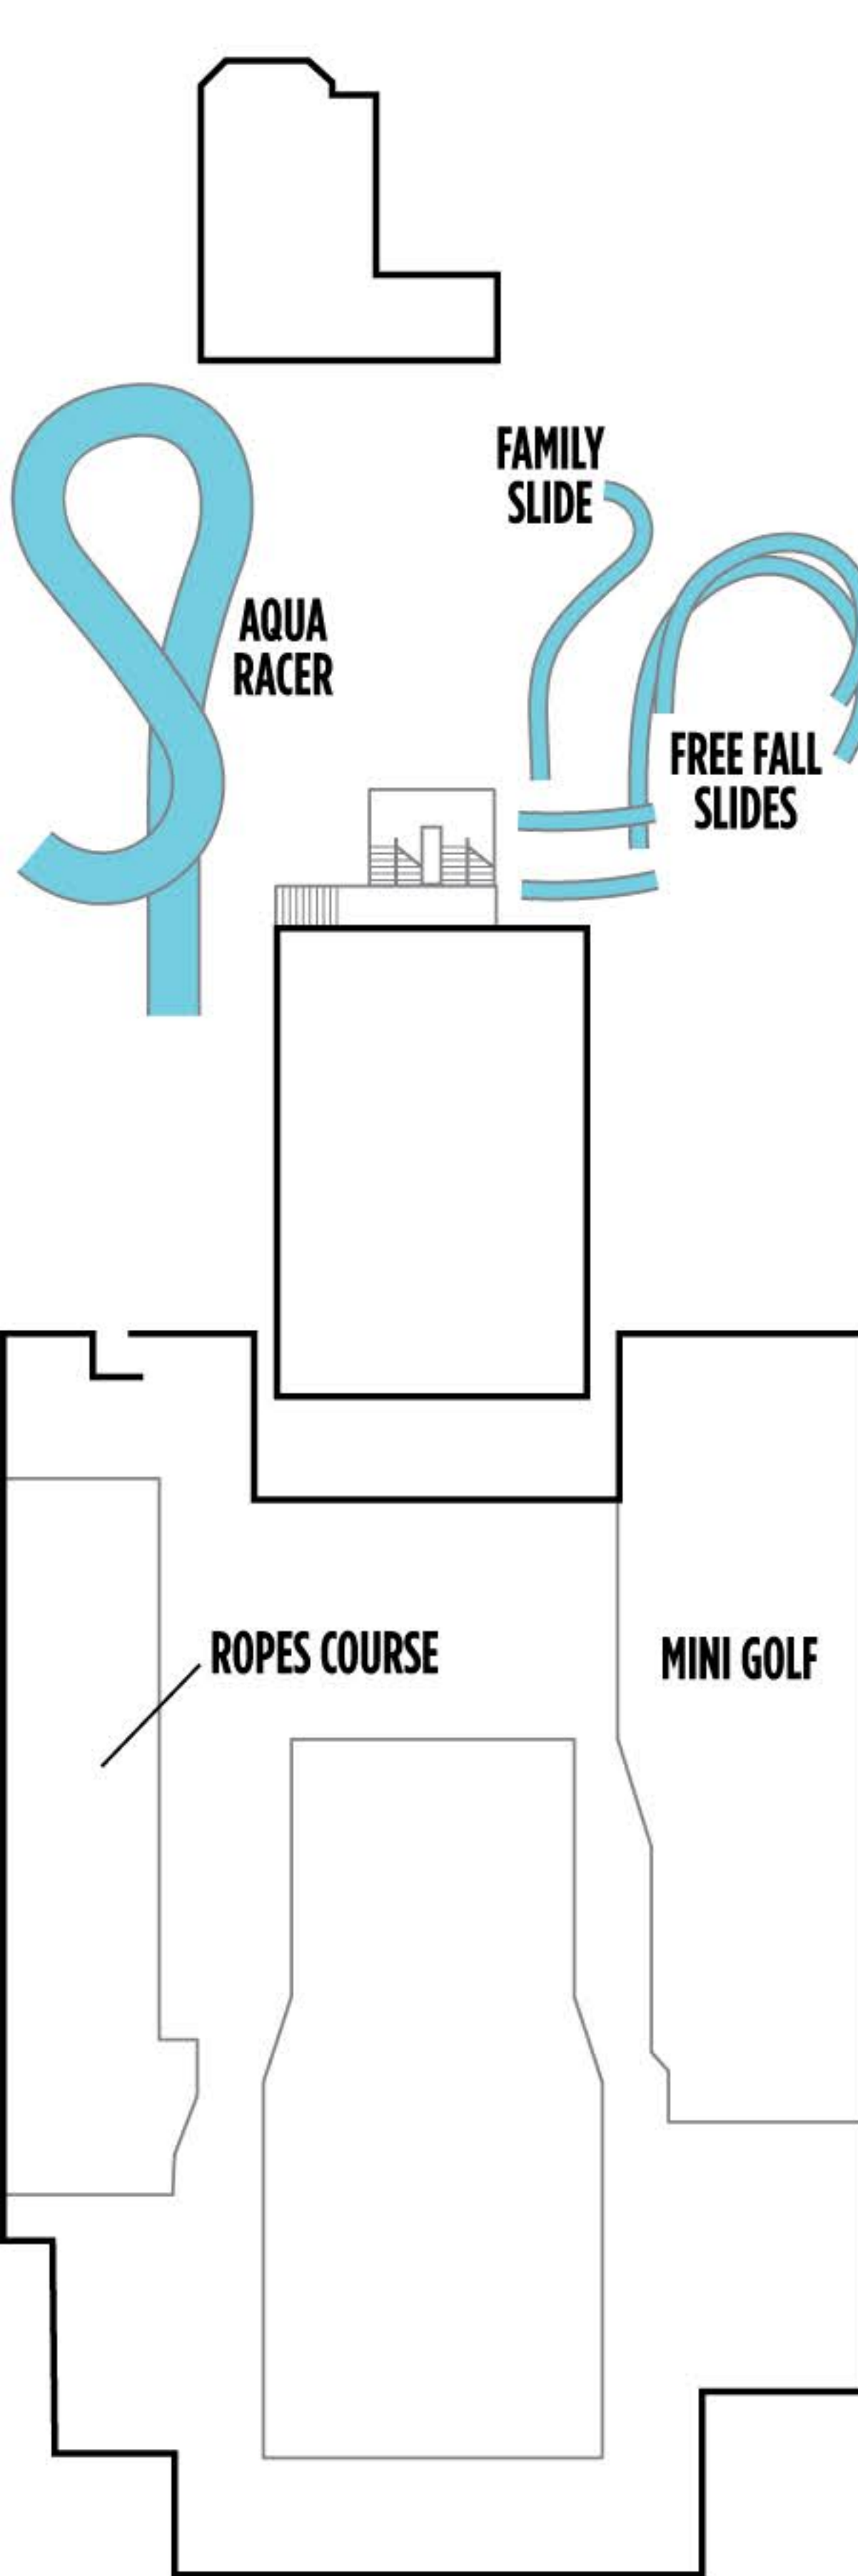 FAMILY
SLIDE
AQUA
RACER
FREE FALL
SLIDES
ROPES COURSE
MINI GOLF